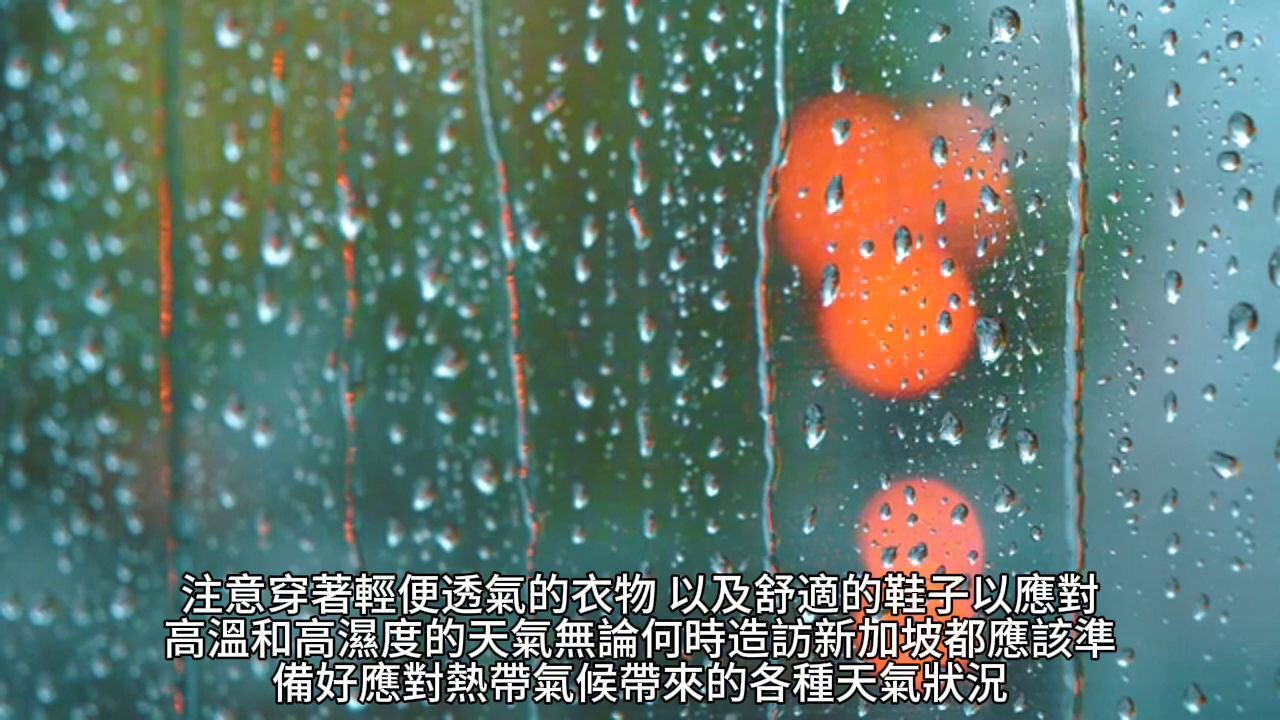 注意穿著輕便透氣的衣物 以及舒適的鞋子以應對
高溫和高濕度的天氣無論何時造訪新加坡都應該準
備好應對熱帶氣候帶來的各種天氣狀況